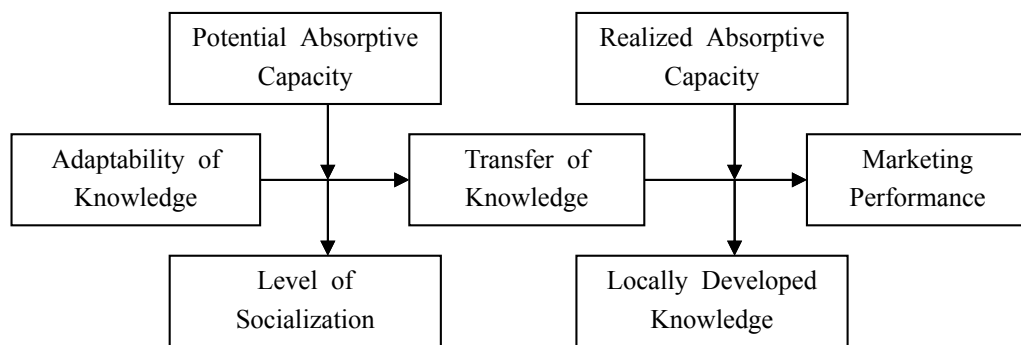 Potential Absorptive
Capacity
Realized Absorptive
Capacity
Adaptability of
Knowledge
Transfer of
Knowledge
Marketing
Performance
Level of
Socialization
Locally Developed
Knowledge